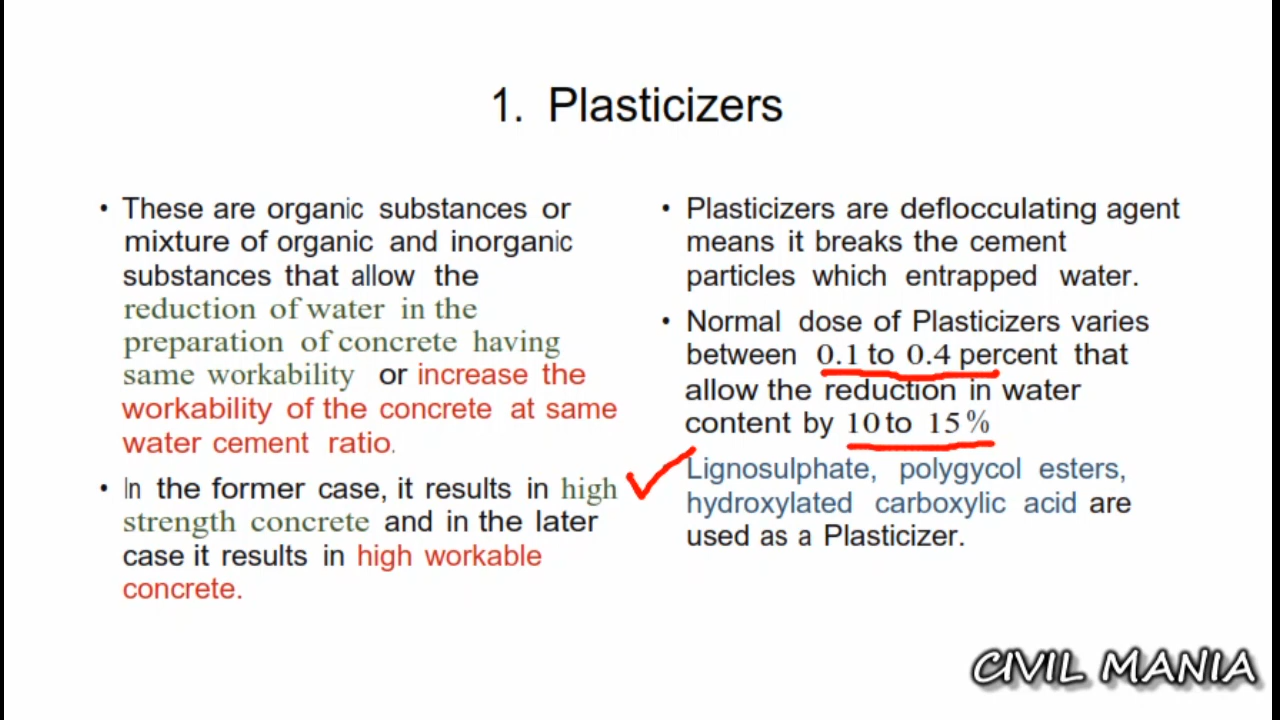 1. Plasticizers
• These are organic substances or
mixture of organic and inorganic
substances that allow the
reduction of water in the
preparation of concrete having
same workability or increase the
workability of the concrete at same
water cement ratio.
• In the former case, it results in high
strength concrete and in the later
case it results in high workable
concrete.
• Plasticizers are deflocculating agent
means it breaks the cement
particles which entrapped water.
• Normal dose of Plasticizers varies
between 0.1 to 0.4 percent that
allow the reduction in water
content by 10 to 15%
Lignosulphate, polygycol esters,
hydroxylated carboxylic acid are
used as a Plasticizer.
CIVIL MANIA